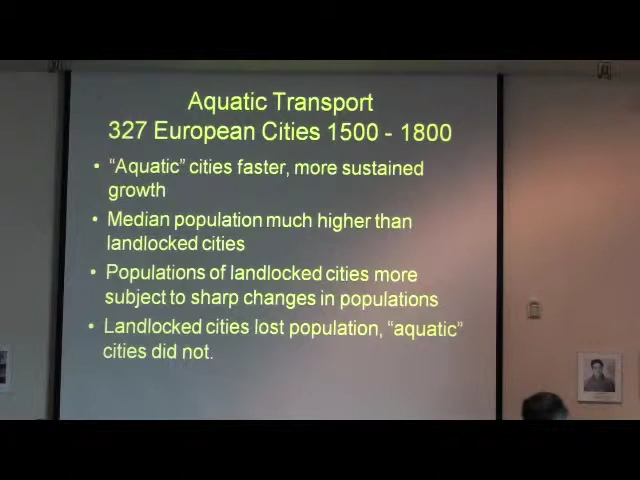 Aquatic Transport
327 European Cities 1500 - 1800
• “Aquatic” cities faster, more sustained
growth
• Median population much higher than
landlocked cities
• Populations of landlocked cities more
subject to sharp changes in populations
• Landlocked cities lost population, “aquatic”
cities did not.